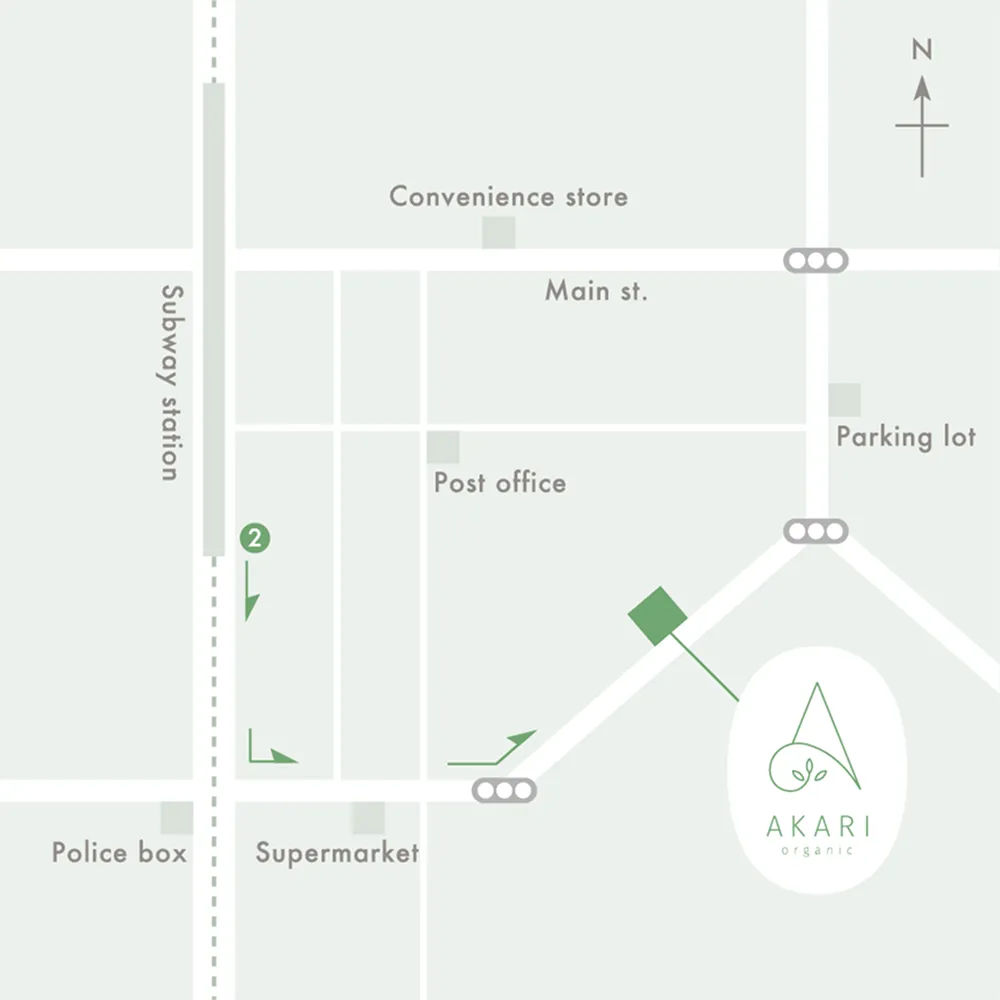 N
Convenience store
Main st.
Subway station
Parking lot
Post office
2
AKARI
organic
Police box
Supermarket